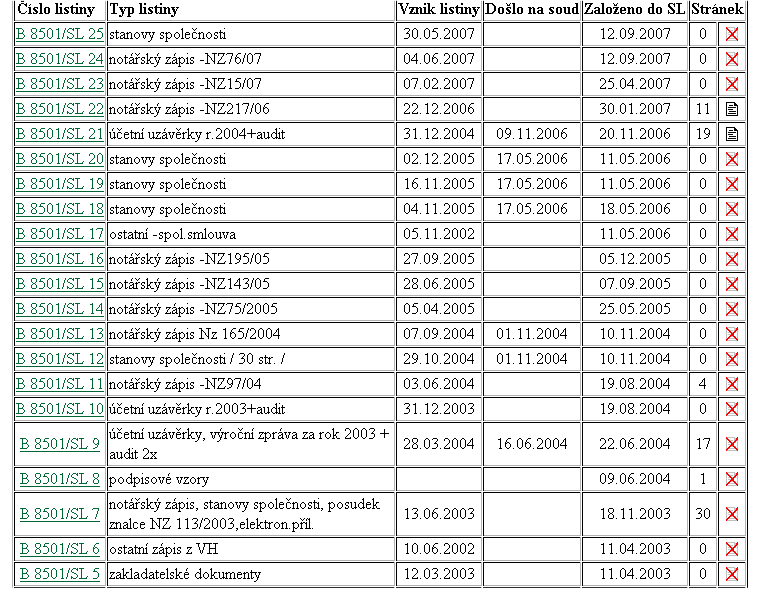 Číslo listiny Typ listiny Vznik listiny Došlo na soud Založeno do SL Stránek
B 8501/SL 25 stanovy společnosti 30.05.2007 12.09.2007 0
B 8501/SL 24 notářský zápis -NZ76/07 04.06.2007 12.09.2007 0
B 8501/SL 23 notářský zápis -NZ15/07 07.02.2007 25.04.2007 0
B 8501/SL 22 notářský zápis -NZ217/06 22.12.2006 30.01.2007 11
B 8501/SL 21 účetní uzávěrky r.2004+audit 31.12.2004 09.11.2006 20.11.2006 19
B 8501/SL 20 stanovy společnosti 02.12.2005 17.05.2006 11.05.2006 0
B 8501/SL 19 stanovy společnosti 16.11.2005 17.05.2006 11.05.2006 0
B 8501/SL 18 stanovy společnosti 04.11.2005 17.05.2006 18.05.2006 0
B 8501/SL 17 ostatní -spol.smlouva 05.11.2002 11.05.2006 0
B 8501/SL 16 notářský zápis -NZ195/05 27.09.2005 05.12.2005 0
B 8501/SL 15 notářský zápis -NZ143/05 28.06.2005 07.09.2005 0
B 8501/SL 14 notářský zápis -NZ75/2005 05.04.2005 25.05.2005 0
B 8501/SL 13 notářský zápis Nz 165/2004 07.09.2004 01.11.2004 10.11.2004 0
B 8501/SL 12 stanovy společnosti / 30 str. / 29.10.2004 01.11.2004 10.11.2004 0
B 8501/SL 11 notářský zápis -NZ97/04 03.06.2004 19.08.2004 4
B 8501/SL 10 účetní uzávěrky r.2003+audit 31.12.2003 19.08.2004 0
B 8501/SL 9 účetní uzávěrky, výroční zpráva za rok 2003 +
audit 2x 28.03.2004 16.06.2004 22.06.2004 17
B 8501/SL 8 podpisové vzory 09.06.2004 1
B 8501/SL 7 notářský zápis, stanovy společnosti, posudek
znalce NZ 113/2003,elektron.příl. 13.06.2003 18.11.2003 30
B 8501/SL 6 ostatní zápis z VH 10.06.2002 11.04.2003 0
B 8501/SL 5 zakladatelské dokumenty 12.03.2003 11.04.2003 0